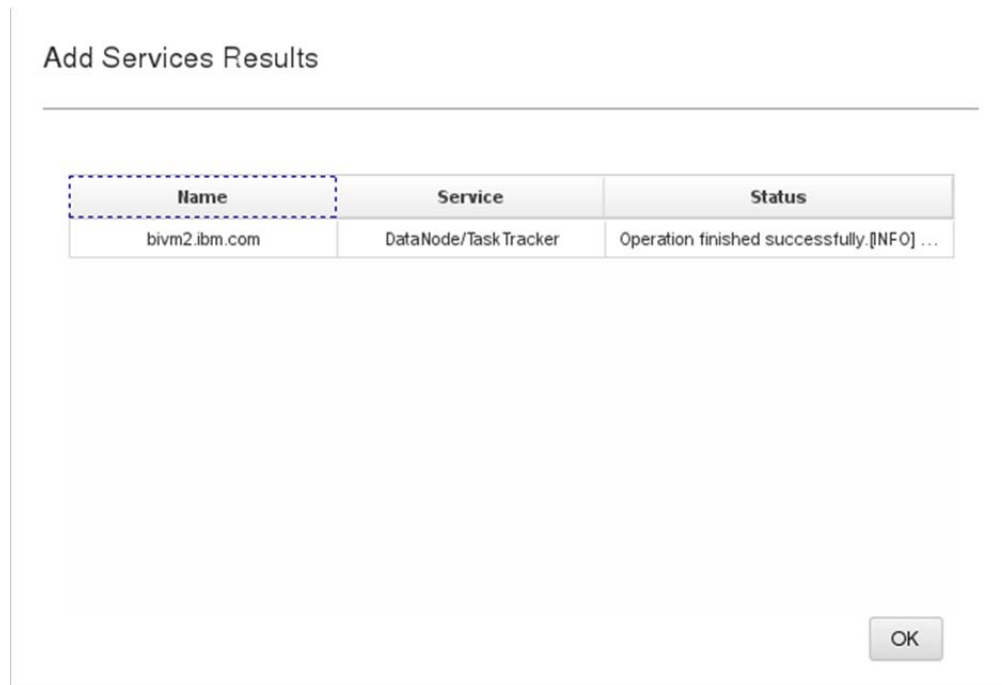 Add Services Results
Name Service Status
bivm2.ibm.com DataNode/TaskTracker Operation finished successfully.[INFO] ...
OK